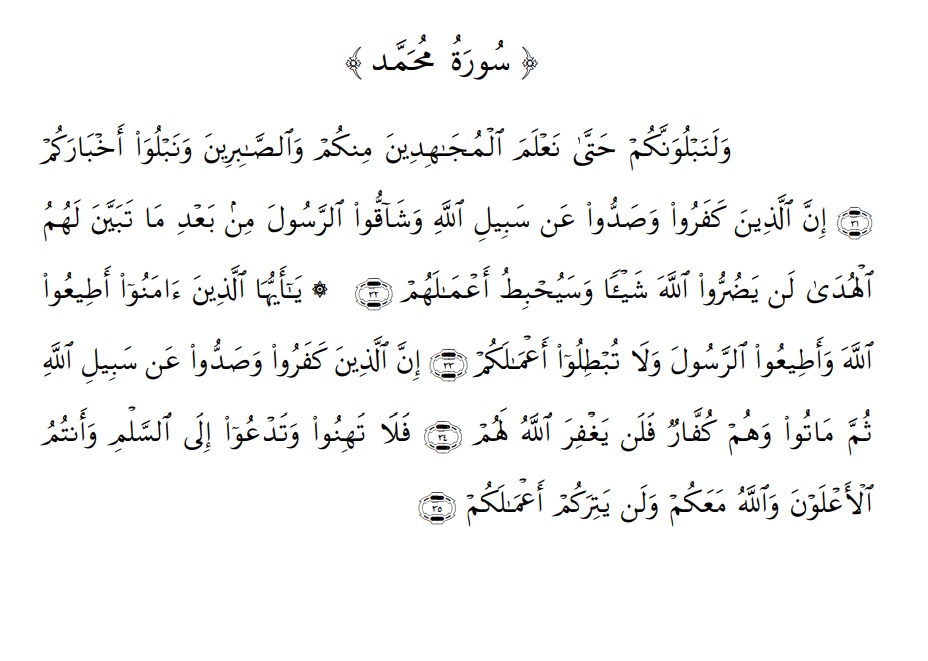 ﴿ سُورَةُ مُحَمَّد ﴾
وَلَنَبۡلُوَنَّكُمۡ حَتَّىٰ نَعۡلَمَ ٱلۡمُجَٰهِدِينَ مِنكُمۡ وَٱلصَّٰبِرِينَ وَنَبۡلُوَاْ أَخۡبَارَكُمۡ
٣١ إِنَّ ٱلَّذِينَ كَفَرُواْ وَصَدُّواْ عَن سَبِيلِ ٱللَّهِ وَشَآقُّواْ ٱلرَّسُولَ مِنۢ بَعۡدِ مَا تَبَيَّنَ لَهُمُ
ٱلۡهُدَىٰ لَن يَضُرُّواْ ٱللَّهَ شَيۡـٔٗا وَسَيُحۡبِطُ أَعۡمَٰلَهُمۡ ٣٢ ۞ يَٰٓأَيُّهَا ٱلَّذِينَ ءَامَنُوٓاْ أَطِيعُواْ
ٱللَّهَ وَأَطِيعُواْ ٱلرَّسُولَ وَلَا تُبۡطِلُوٓاْ أَعۡمَٰلَكُمۡ ٣٣ إِنَّ ٱلَّذِينَ كَفَرُواْ وَصَدُّواْ عَن سَبِيلِ ٱللَّهِ
ثُمَّ مَاتُواْ وَهُمۡ كُفَّارٞ فَلَن يَغۡفِرَ ٱللَّهُ لَهُمۡ ٣٤ فَلَا تَهِنُواْ وَتَدۡعُوٓاْ إِلَى ٱلسَّلۡمِ وَأَنتُمُ
ٱلۡأَعۡلَوۡنَ وَٱللَّهُ مَعَكُمۡ وَلَن يَتِرَكُمۡ أَعۡمَٰلَكُمۡ ٣٥